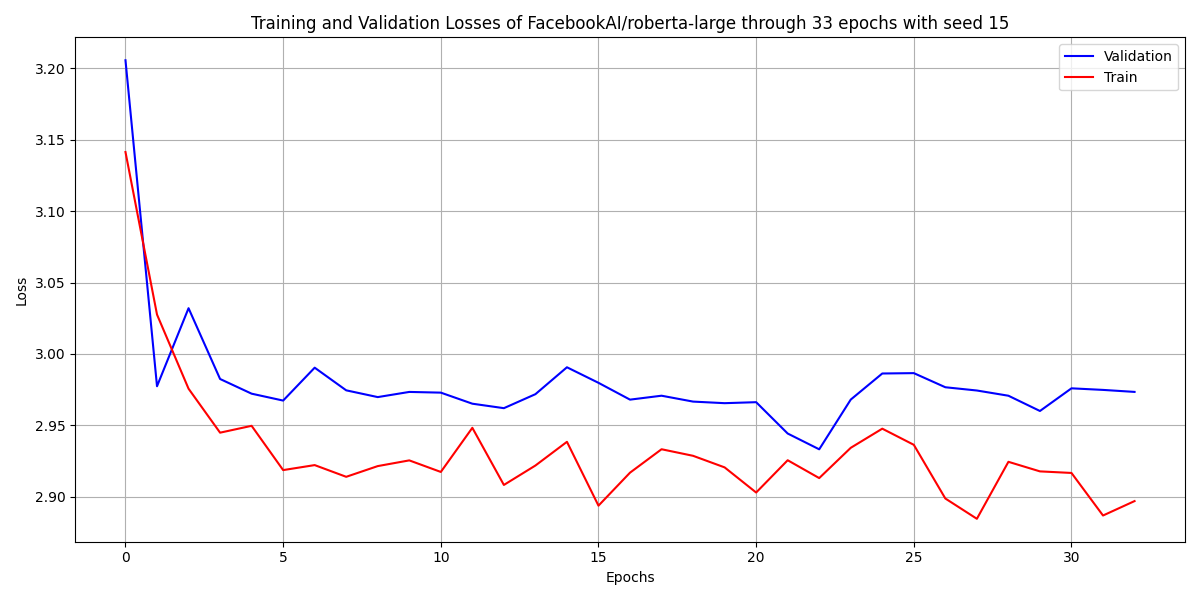 Training and Validation Losses of FacebookAI/roberta-large through 33 epochs with seed 15
Validation
Train
3.20
3.15
3.10
3.05
3.00
2.95
2.90
Loss
0 5 10 15 20 25 30
Epochs